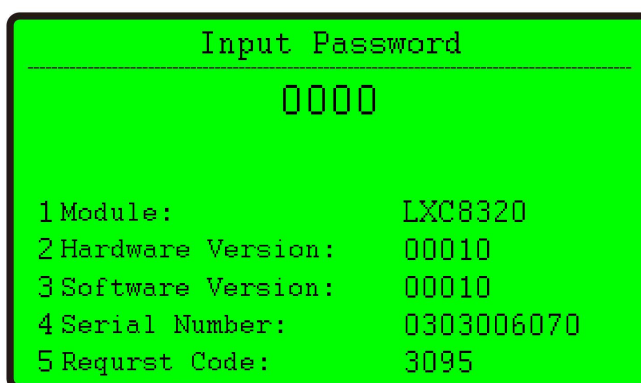 Input Password
0000
1 Module: LXC8320
2 Hardware Version: 00010
3 Software Version: 00010
4 Serial Number: 0303006070
5 Requrst Code: 3095